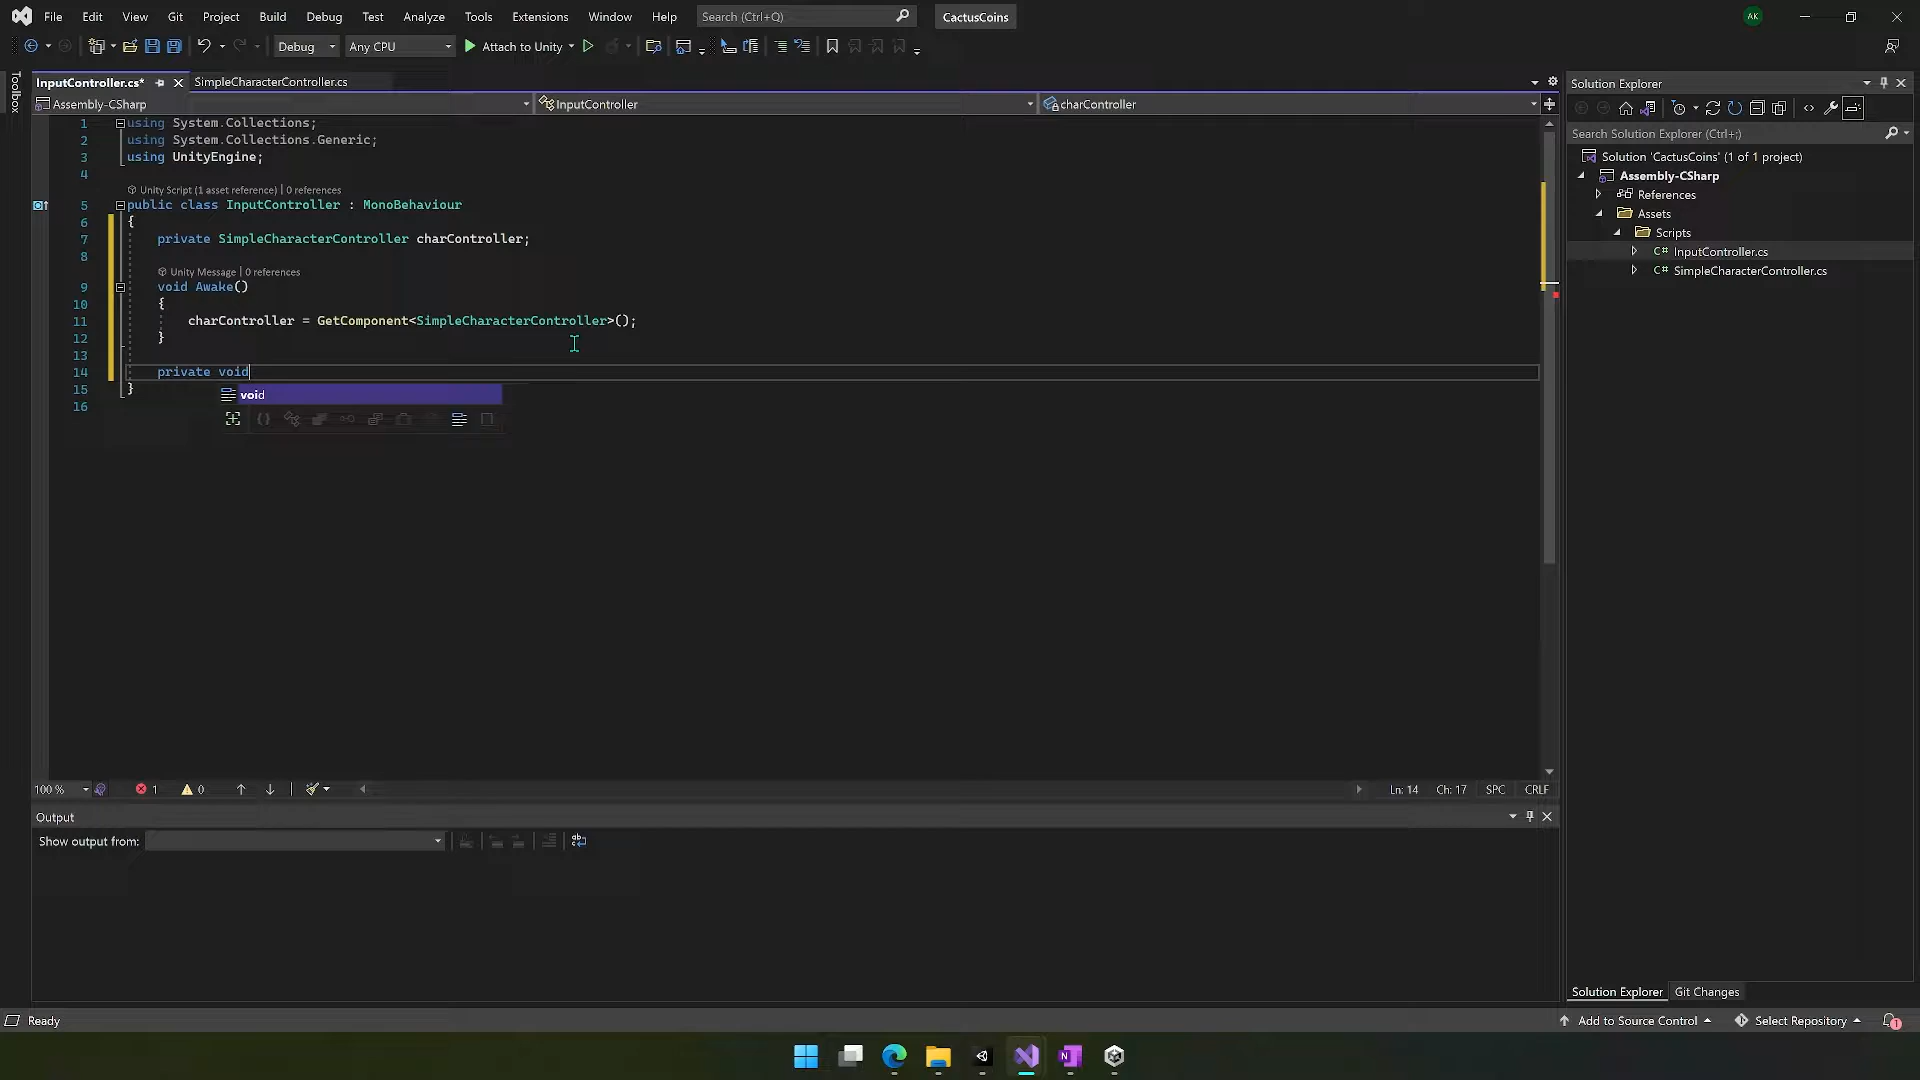 File Edit View Git Project Build Debug Test Analyze Tools Extensions Window Help Search (Ctrl+Q) CactusCoins AK
Debug Any CPU Attach to Unity
Toolbox
InputController.cs* SimpleCharacterController.cs
Assembly-CSharp InputController charController
1 using System.Collections;
2 using System.Collections.Generic;
3 using UnityEngine;
4
Unity Script (1 asset reference) | 0 references
5 public class InputController : MonoBehaviour
6 {
7 private SimpleCharacterController charController;
8
Unity Message | 0 references
9 void Awake()
10 {
11 charController = GetComponent<SimpleCharacterController>();
12 }
13
14 private void
15 }
16
void
100 % 1 0 Ln: 14 Ch: 17 SPC CRLF
Output
Show output from:
Solution Explorer
Search Solution Explorer (Ctrl+;)
Solution 'CactusCoins' (1 of 1 project)
Assembly-CSharp
References
Assets
Scripts
C# InputController.cs
C# SimpleCharacterController.cs
Solution Explorer Git Changes
Ready Add to Source Control Select Repository 1
N